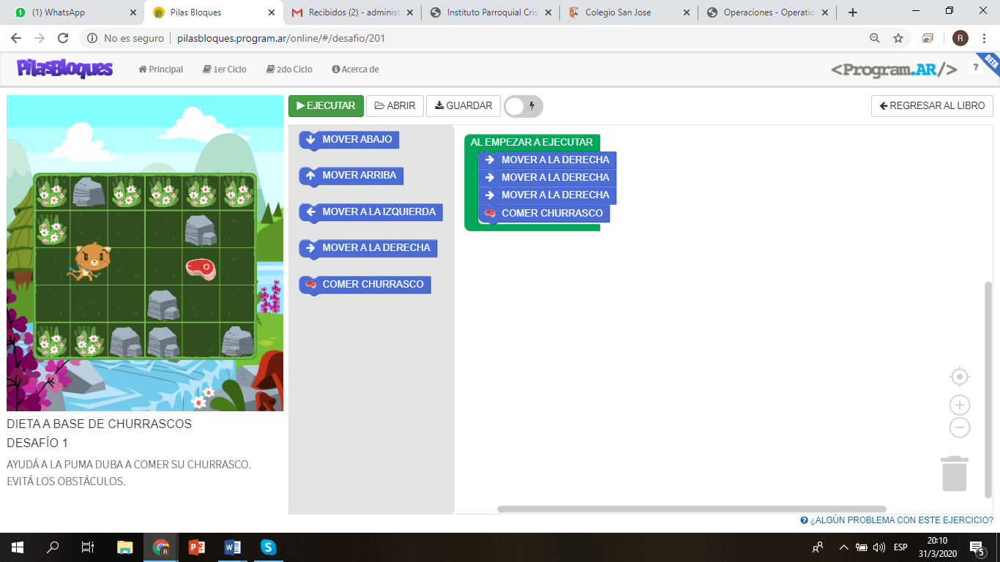 (1) WhatsApp
Pilas Bloques
Recibidos (2) - administ
Instituto Parroquial Cris
Colegio San Jose
Operaciones - Operatio
No es seguro
pilasbloques.program.ar/online/#/desafio/201
R
PilasBloques
Principal
1er Ciclo
2do Ciclo
Acerca de
<Program.AR/>
?
BETA
EJECUTAR
ABRIR
GUARDAR
REGRESAR AL LIBRO
MOVER ABAJO
MOVER ARRIBA
MOVER A LA IZQUIERDA
MOVER A LA DERECHA
COMER CHURRASCO
AL EMPEZAR A EJECUTAR
MOVER A LA DERECHA
MOVER A LA DERECHA
MOVER A LA DERECHA
COMER CHURRASCO
DIETA A BASE DE CHURRASCOS
DESAFÍO 1
AYUDÁ A LA PUMA DUBA A COMER SU CHURRASCO.
EVITÁ LOS OBSTÁCULOS.
¿ALGÚN PROBLEMA CON ESTE EJERCICIO?
ESP
20:10
31/3/2020
5